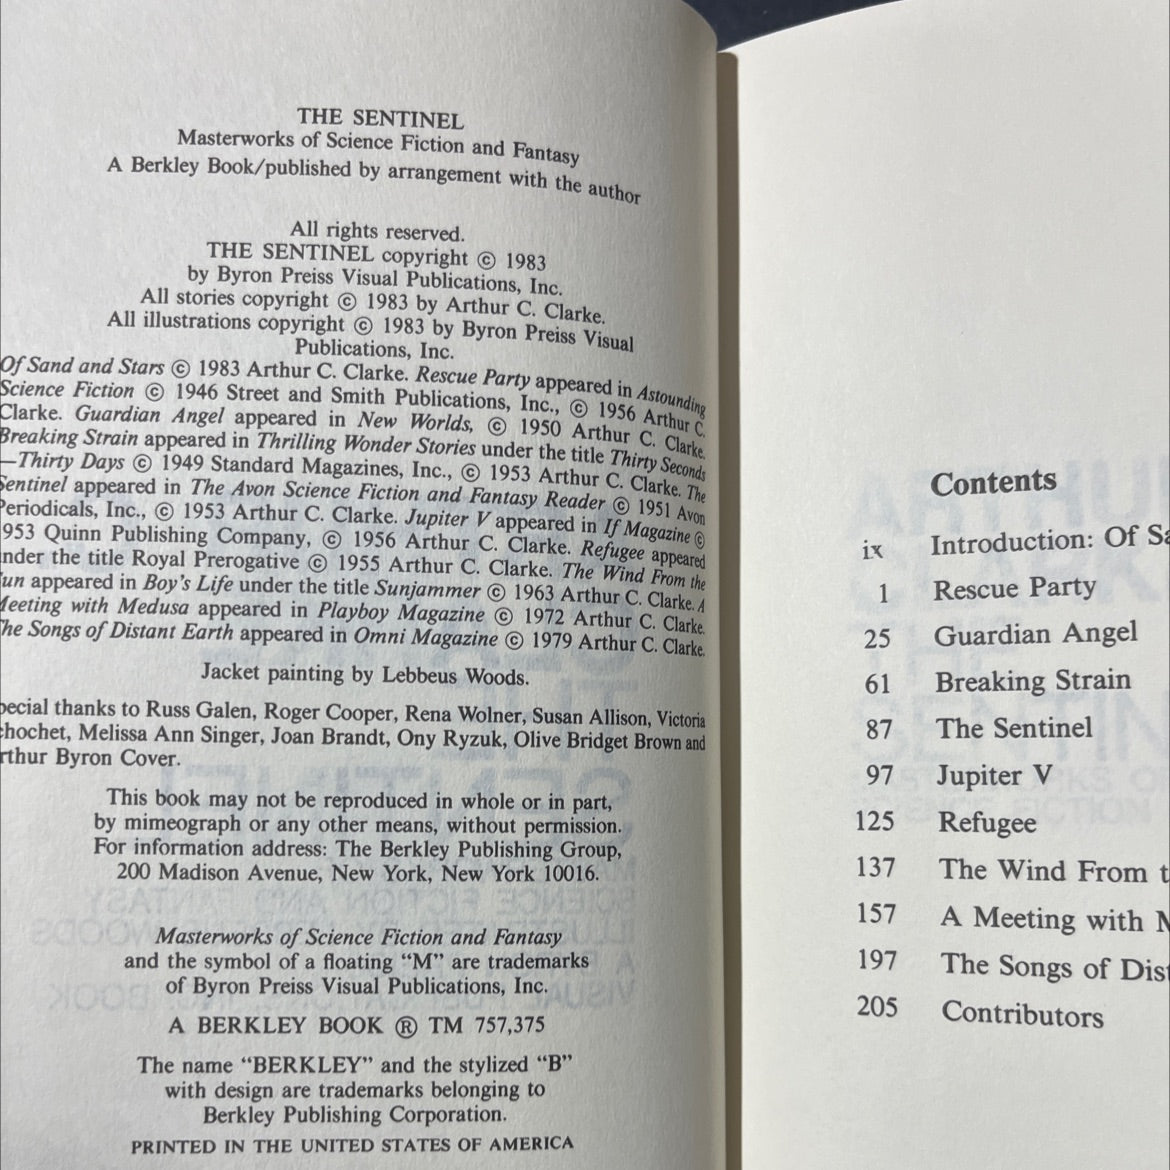 THE SENTINEL
Masterworks of Science Fiction and Fantasy
A Berkley Book/published by arrangement with the author
All rights reserved.
THE SENTINEL copyright © 1983
by Byron Preiss Visual Publications, Inc.
All stories copyright © 1983 by Arthur C. Clarke.
All illustrations copyright © 1983 by Byron Preiss Visual
Publications, Inc.
Of Sand and Stars © 1983 Arthur C. Clarke. Rescue Party appeared in Astounding
Science Fiction © 1946 Street and Smith Publications, Inc., © 1956 Arthur C.
Clarke. Guardian Angel appeared in New Worlds, © 1950 Arthur C. Clarke.
Breaking Strain appeared in Thrilling Wonder Stories under the title Thirty Seconds
—Thirty Days © 1949 Standard Magazines, Inc., © 1953 Arthur C. Clarke. The
Sentinel appeared in The Avon Science Fiction and Fantasy Reader © 1951 Avon
Periodicals, Inc., © 1953 Arthur C. Clarke. Jupiter V appeared in If Magazine ©
953 Quinn Publishing Company, © 1956 Arthur C. Clarke. Refugee appeared
nder the title Royal Prerogative © 1955 Arthur C. Clarke. The Wind From the
un appeared in Boy's Life under the title Sunjammer © 1963 Arthur C. Clarke. A
Meeting with Medusa appeared in Playboy Magazine © 1972 Arthur C. Clarke.
The Songs of Distant Earth appeared in Omni Magazine © 1979 Arthur C. Clarke.
Jacket painting by Lebbeus Woods.
pecial thanks to Russ Galen, Roger Cooper, Rena Wolner, Susan Allison, Victoria
chochet, Melissa Ann Singer, Joan Brandt, Ony Ryzuk, Olive Bridget Brown and
rthur Byron Cover.
This book may not be reproduced in whole or in part,
by mimeograph or any other means, without permission.
For information address: The Berkley Publishing Group,
200 Madison Avenue, New York, New York 10016.
Masterworks of Science Fiction and Fantasy
and the symbol of a floating “M” are trademarks
of Byron Preiss Visual Publications, Inc.
A BERKLEY BOOK ® TM 757,375
The name “BERKLEY” and the stylized “B”
with design are trademarks belonging to
Berkley Publishing Corporation.
PRINTED IN THE UNITED STATES OF AMERICA
Contents
ix Introduction: Of Sa
1 Rescue Party
25 Guardian Angel
61 Breaking Strain
87 The Sentinel
97 Jupiter V
125 Refugee
137 The Wind From t
157 A Meeting with M
197 The Songs of Dist
205 Contributors